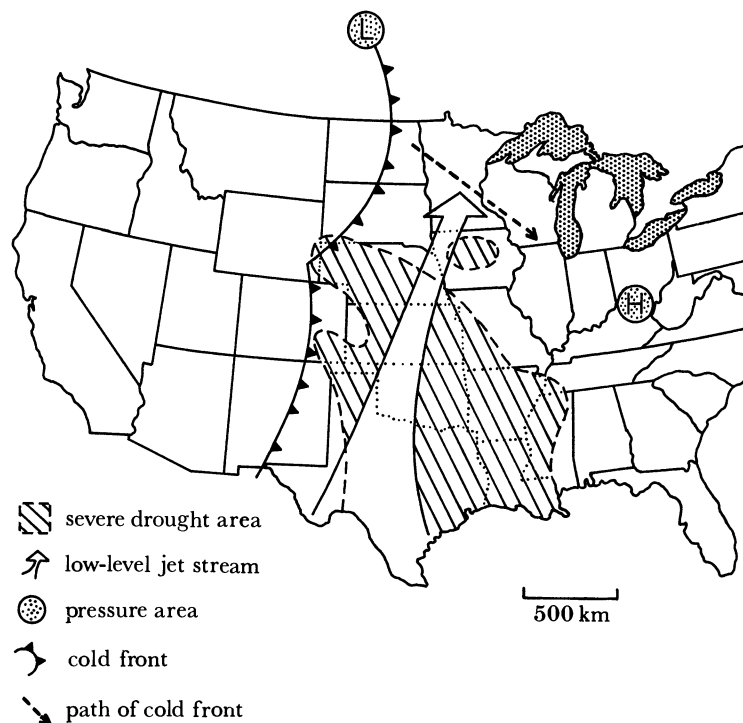 L
H
severe drought area
low-level jet stream
pressure area
cold front
path of cold front
500 km